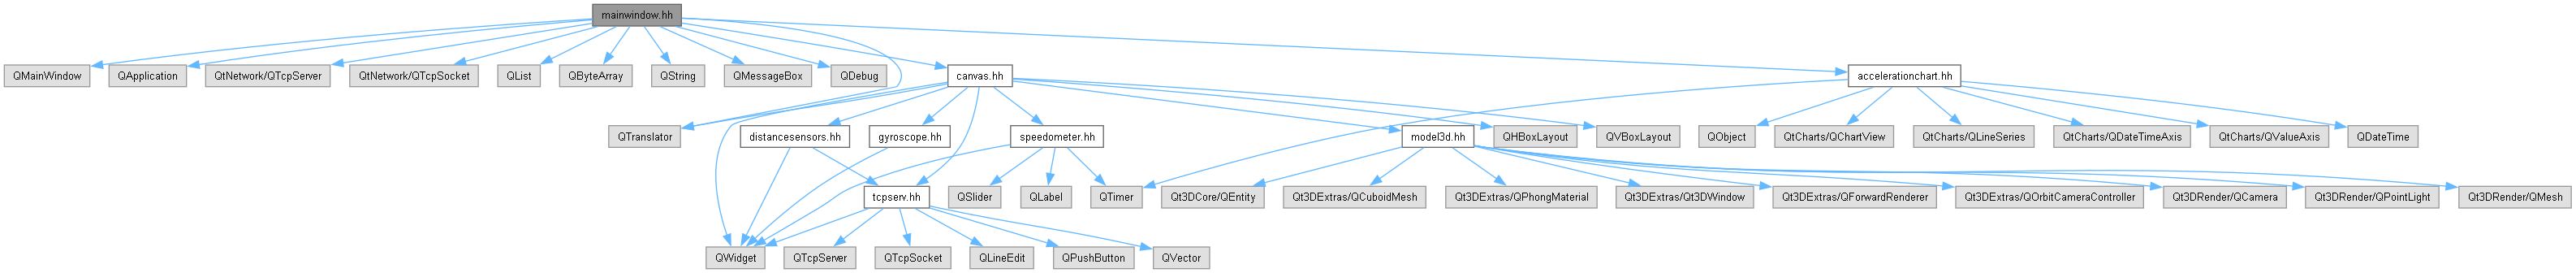 mainwindow.hh
QMainWindow
QApplication
QtNetwork/QTcpServer
QtNetwork/QTcpSocket
QList
QByteArray
QString
QMessageBox
QDebug
canvas.hh
accelerationchart.hh
QTranslator
distancesensors.hh
gyroscope.hh
speedometer.hh
model3d.hh
QHBoxLayout
QVBoxLayout
QObject
QtCharts/QChartView
QtCharts/QLineSeries
QtCharts/QDateTimeAxis
QtCharts/QValueAxis
QDateTime
tcpserv.hh
QSlider
QLabel
QTimer
Qt3DCore/QEntity
Qt3DExtras/QCuboidMesh
Qt3DExtras/QPhongMaterial
Qt3DExtras/Qt3DWindow
Qt3DExtras/QForwardRenderer
Qt3DExtras/QOrbitCameraController
Qt3DRender/QCamera
Qt3DRender/QPointLight
Qt3DRender/QMesh
QWidget
QTcpServer
QTcpSocket
QLineEdit
QPushButton
QVector